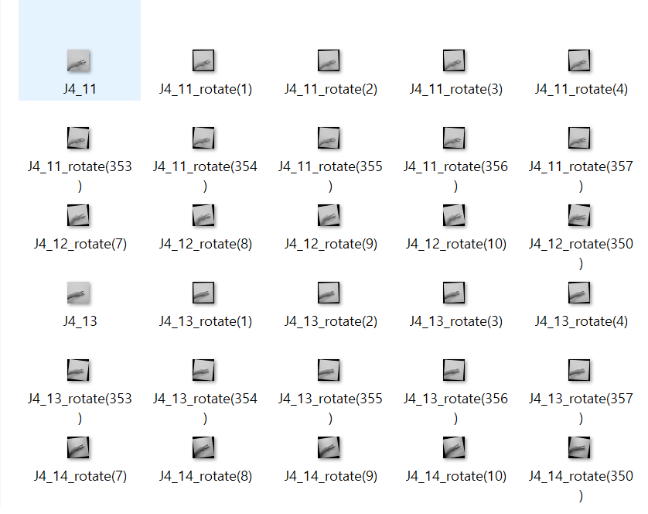 J4_11 J4_11_rotate(1) J4_11_rotate(2) J4_11_rotate(3) J4_11_rotate(4)
J4_11_rotate(353 J4_11_rotate(354 J4_11_rotate(355 J4_11_rotate(356 J4_11_rotate(357
) ) ) ) )
J4_12_rotate(7) J4_12_rotate(8) J4_12_rotate(9) J4_12_rotate(10) J4_12_rotate(350
)
J4_13 J4_13_rotate(1) J4_13_rotate(2) J4_13_rotate(3) J4_13_rotate(4)
J4_13_rotate(353 J4_13_rotate(354 J4_13_rotate(355 J4_13_rotate(356 J4_13_rotate(357
) ) ) ) )
J4_14_rotate(7) J4_14_rotate(8) J4_14_rotate(9) J4_14_rotate(10) J4_14_rotate(350
)